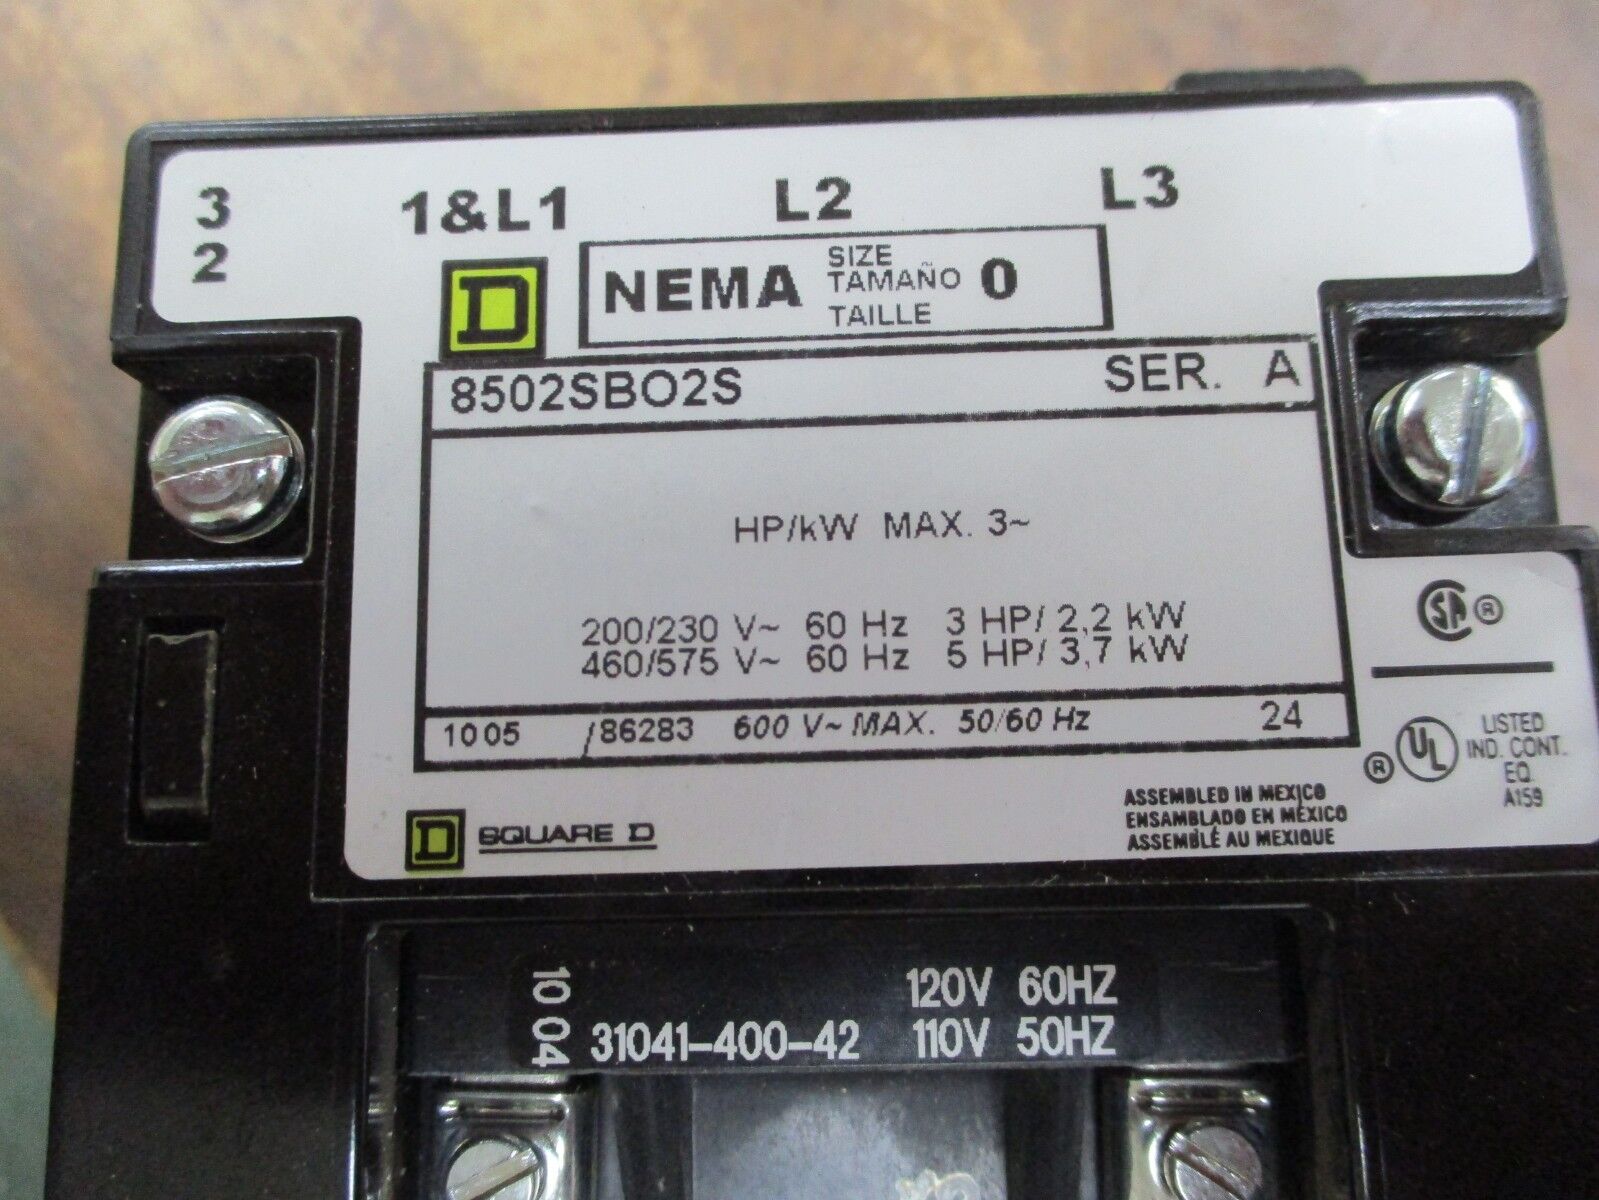 3 1&L1 L2 L3
2
D NEMA SIZE TAMAÑO TAILLE 0
8502SBO2S SER. A
HP/kW MAX. 3~
200/230 V~ 60 Hz 3 HP/ 2,2 kW
460/575 V~ 60 Hz 5 HP/ 3,7 kW
1005 /86283 600 V~ MAX. 50/60 Hz 24
SA ®
® UL LISTED
IND. CONT.
EQ.
A159
D SQUARE D
ASSEMBLED IN MEXICO
ENSAMBLADO EN MÉXICO
ASSEMBLÉ AU MEXIQUE
10 04
120V 60HZ
31041-400-42 110V 50HZ